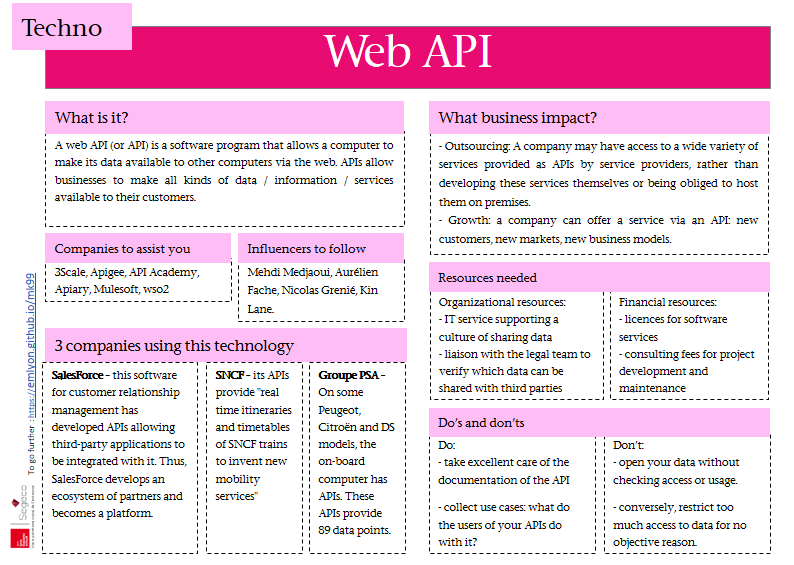 Techno
Web API
What is it?
A web API (or API) is a software program that allows a computer to
make its data available to other computers via the web. APIs allow
businesses to make all kinds of data / information / services
available to their customers.
Companies to assist you
3Scale, Apigee, API Academy,
Apiary, Mulesoft, wso2
Influencers to follow
Mehdi Medjaoui, Aurélien
Fache, Nicolas Grenié, Kin
Lane.
3 companies using this technology
SalesForce – this software
for customer relationship
management has
developed APIs allowing
third-party applications to
be integrated with it. Thus,
SalesForce develops an
ecosystem of partners and
becomes a platform.
SNCF – its APIs
provide "real
time itineraries
and timetables
of SNCF trains
to invent new
mobility
services"
Groupe PSA –
On some
Peugeot,
Citroën and DS
models, the
on-board
computer has
APIs. These
APIs provide
89 data points.
What business impact?
- Outsourcing: A company may have access to a wide variety of
services provided as APIs by service providers, rather than
developing these services themselves or being obliged to host
them on premises.
- Growth: a company can offer a service via an API: new
customers, new markets, new business models.
Resources needed
Organizational resources:
- IT service supporting a
culture of sharing data
- liaison with the legal team to
verify which data can be
shared with third parties
Financial resources:
- licences for software
services
- consulting fees for project
development and
maintenance
Do's and don'ts
Do:
- take excellent care of the
documentation of the API
- collect use cases: what do
the users of your APIs do
with it?
Don't:
- open your data without
checking access or usage.
- conversely, restrict too
much access to data for no
objective reason.
To go further : https://emlyon.github.io/mk99
Segeco